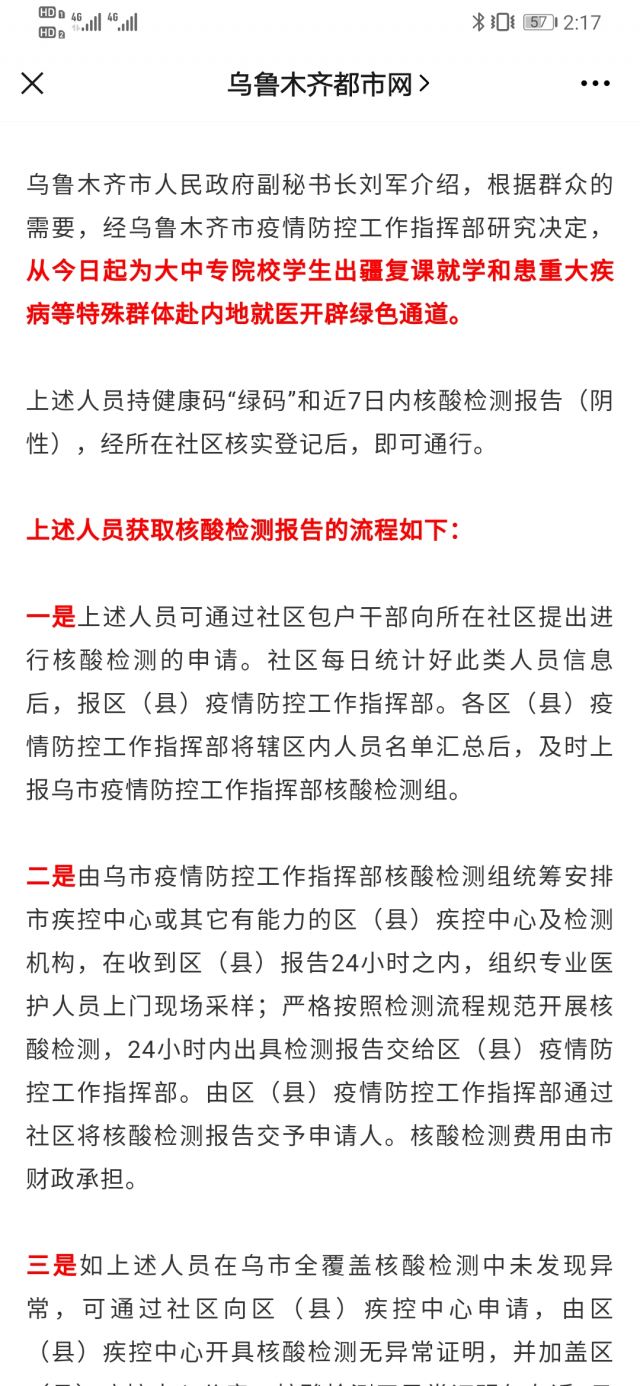 HD 1 4G 4G 57 2:17
HD 2
乌鲁木齐都市网
乌鲁木齐市人民政府副秘书长刘军介绍，根据群众的
需要，经乌鲁木齐市疫情防控工作指挥部研究决定，
从今日起为大中专院校学生出疆复课就学和患重大疾
病等特殊群体赴内地就医开辟绿色通道。
上述人员持健康码“绿码”和近7日内核酸检测报告（阴
性），经所在社区核实登记后，即可通行。
上述人员获取核酸检测报告的流程如下：
一是上述人员可通过社区包户干部向所在社区提出进
行核酸检测的申请。社区每日统计好此类人员信息
后，报区（县）疫情防控工作指挥部。各区（县）疫
情防控工作指挥部将辖区内人员名单汇总后，及时上
报乌市疫情防控工作指挥部核酸检测组。
二是由乌市疫情防控工作指挥部核酸检测组统筹安排
市疾控中心或其它有能力的区（县）疾控中心及检测
机构，在收到区（县）报告24小时之内，组织专业医
护人员上门现场采样；严格按照检测流程规范开展核
酸检测，24小时内出具检测报告交给区（县）疫情防
控工作指挥部。由区（县）疫情防控工作指挥部通过
社区将核酸检测报告交予申请人。核酸检测费用由市
财政承担。
三是如上述人员在乌市全覆盖核酸检测中未发现异
常，可通过社区向区（县）疾控中心申请，由区
（县）疾控中心开具核酸检测无异常证明，并加盖区